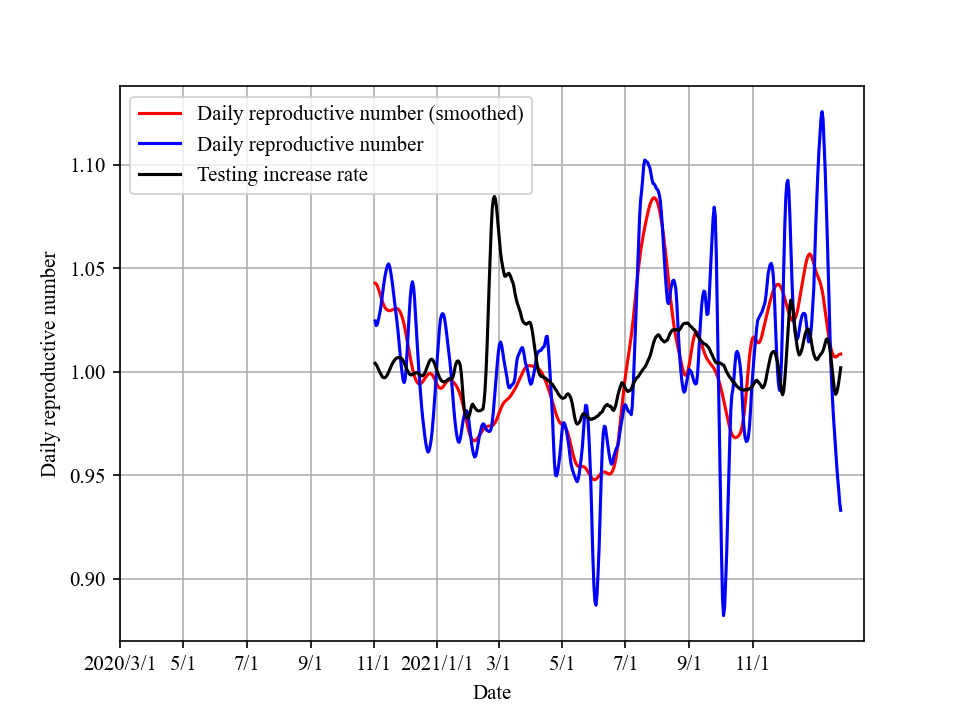 Daily reproductive number (smoothed)
Daily reproductive number
Testing increase rate
Daily reproductive number
1.10
1.05
1.00
0.95
0.90
2020/3/1 5/1 7/1 9/1 11/1 2021/1/1 3/1 5/1 7/1 9/1 11/1
Date